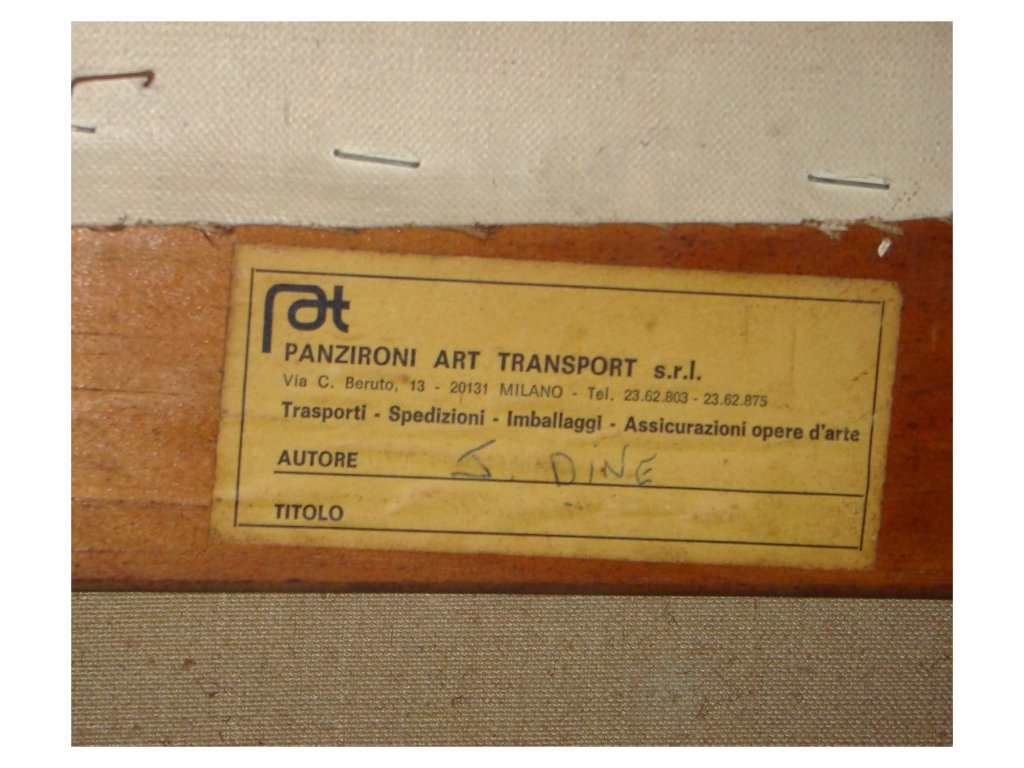 pat
PANZIRONI ART TRANSPORT s.r.l.
Via C. Beruto, 13 - 20131 MILANO - Tel. 23.62.803 - 23.62.875
Trasporti - Spedizioni - Imballaggi - Assicurazioni opere d'arte
AUTORE J. DINE
TITOLO